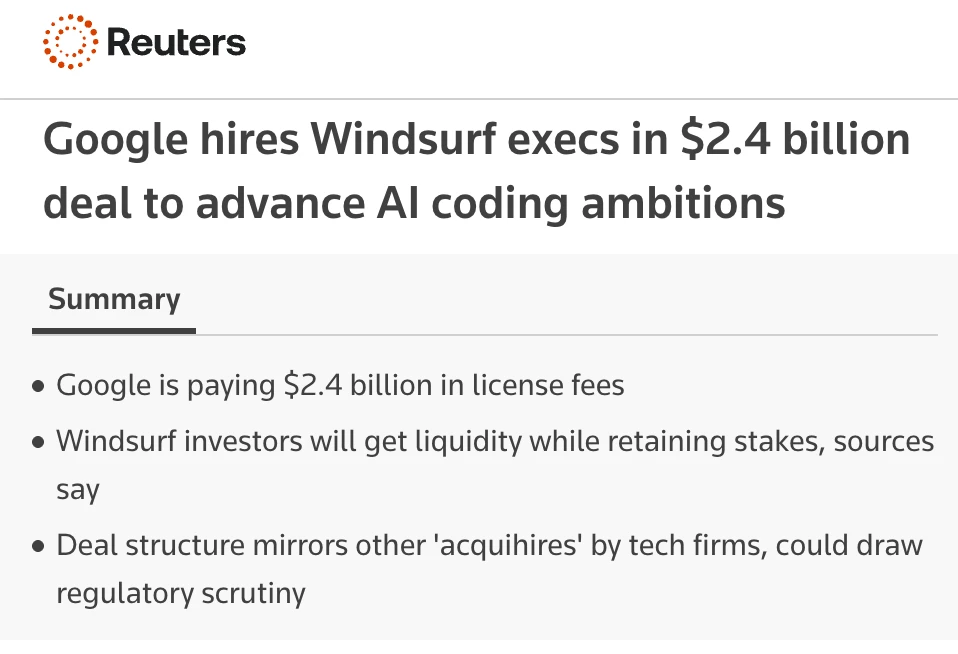 Reuters
Google hires Windsurf execs in $2.4 billion
deal to advance AI coding ambitions
Summary
• Google is paying $2.4 billion in license fees
• Windsurf investors will get liquidity while retaining stakes, sources
say
• Deal structure mirrors other 'acquihires' by tech firms, could draw
regulatory scrutiny